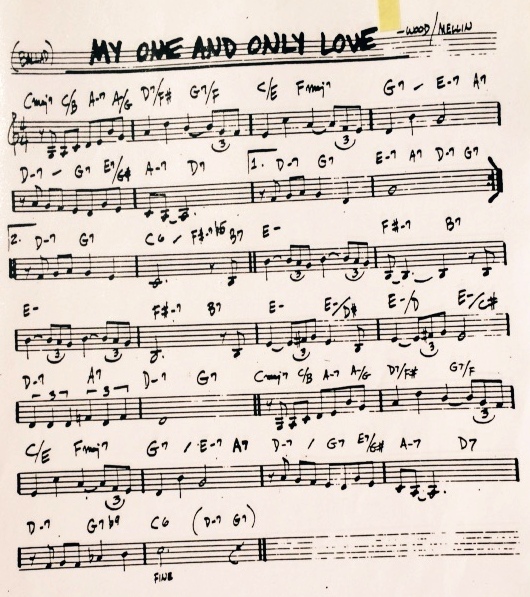 (BALLAD) MY ONE AND ONLY LOVE - WOOD/MELLIN
Cmaj7 C/B A-7 A/G D7/F# G7/F C/E Fmaj7 G7 - E-7 A7
4 4 3 3
D-7 - G7 E7/G# A-7 D7 1. D-7 G7 E-7 A7 D-7 G7
2. D-7 G7 C6 / F#-7b5 B7 E- F#-7 B7
3 3
E- F#-7 B7 E- E-/D# E-/D E-/C#
3 3 3 3
D-7 A7 D-7 G7 Cmaj7 C/B A-7 A/G D7/F# G7/F
3 3 3
C/E Fmaj7 G7 / E-7 A7 D-7 / G7 E7/G# A-7 D7
3
D-7 G7b9 C6 (D-7 G7)
FINE